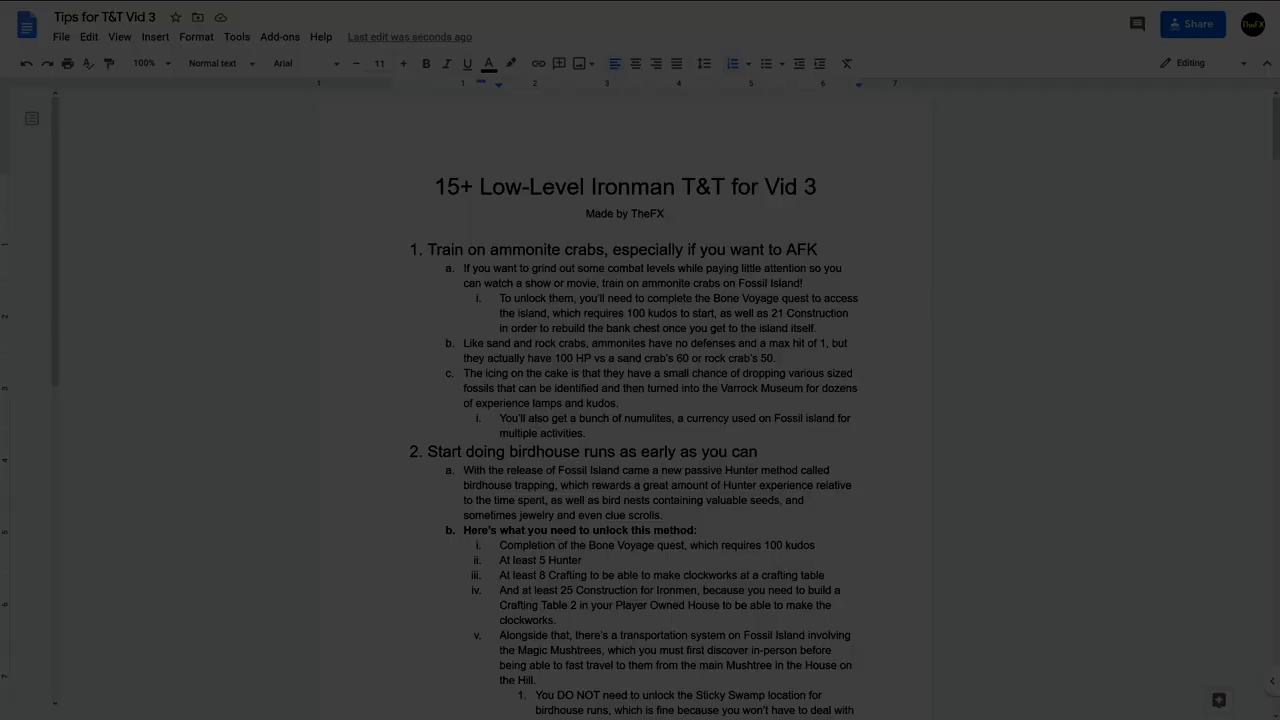 Tips for T&T Vid 3
File Edit View Insert Format Tools Add-ons Help Last edit was seconds ago
Share
TheFX
100% Normal text Arial 11 B I U A Editing
1 1 2 3 4 5 6 7
15+ Low-Level Ironman T&T for Vid 3
Made by TheFX
1. Train on ammonite crabs, especially if you want to AFK
a. If you want to grind out some combat levels while paying little attention so you
can watch a show or movie, train on ammonite crabs on Fossil Island!
i. To unlock them, you'll need to complete the Bone Voyage quest to access
the island, which requires 100 kudos to start, as well as 21 Construction
in order to rebuild the bank chest once you get to the island itself.
b. Like sand and rock crabs, ammonites have no defenses and a max hit of 1, but
they actually have 100 HP vs a sand crab's 60 or rock crab's 50.
c. The icing on the cake is that they have a small chance of dropping various sized
fossils that can be identified and then turned into the Varrock Museum for dozens
of experience lamps and kudos.
i. You'll also get a bunch of numulites, a currency used on Fossil island for
multiple activities.
2. Start doing birdhouse runs as early as you can
a. With the release of Fossil Island came a new passive Hunter method called
birdhouse trapping, which rewards a great amount of Hunter experience relative
to the time spent, as well as bird nests containing valuable seeds, and
sometimes jewelry and even clue scrolls.
b. Here's what you need to unlock this method:
i. Completion of the Bone Voyage quest, which requires 100 kudos
ii. At least 5 Hunter
iii. At least 8 Crafting to be able to make clockworks at a crafting table
iv. And at least 25 Construction for Ironmen, because you need to build a
Crafting Table 2 in your Player Owned House to be able to make the
clockworks.
v. Alongside that, there's a transportation system on Fossil Island involving
the Magic Mushtrees, which you must first discover in-person before
being able to fast travel to them from the main Mushtree in the House on
the Hill.
1. You DO NOT need to unlock the Sticky Swamp location for
birdhouse runs, which is fine because you won't have to deal with
1
2
3
4
5
6
7